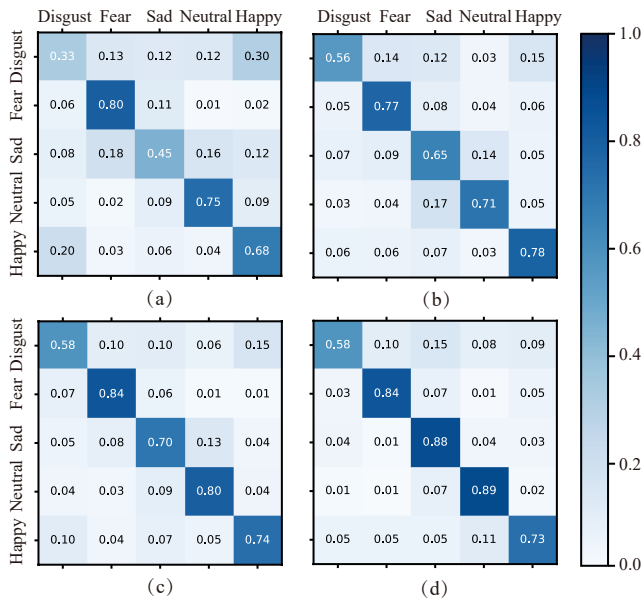 Disgust Fear Sad Neutral Happy
Disgust 0.33 0.13 0.12 0.12 0.30
Fear 0.06 0.80 0.11 0.01 0.02
Sad 0.08 0.18 0.45 0.16 0.12
Neutral 0.05 0.02 0.09 0.75 0.09
Happy 0.20 0.03 0.06 0.04 0.68
(a)
Disgust Fear Sad Neutral Happy
0.56 0.14 0.12 0.03 0.15
0.05 0.77 0.08 0.04 0.06
0.07 0.09 0.65 0.14 0.05
0.03 0.04 0.17 0.71 0.05
0.06 0.06 0.07 0.03 0.78
(b)
Disgust 0.58 0.10 0.10 0.06 0.15
Fear 0.07 0.84 0.06 0.01 0.01
Sad 0.05 0.08 0.70 0.13 0.04
Neutral 0.04 0.03 0.09 0.80 0.04
Happy 0.10 0.04 0.07 0.05 0.74
(c)
0.58 0.10 0.15 0.08 0.09
0.03 0.84 0.07 0.01 0.05
0.04 0.01 0.88 0.04 0.03
0.01 0.01 0.07 0.89 0.02
0.05 0.05 0.05 0.11 0.73
(d)
1.0
0.8
0.6
0.4
0.2
0.0